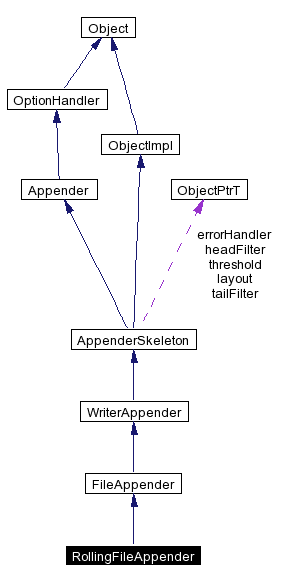 Object
OptionHandler
ObjectImpl
Appender
ObjectPtrT
errorHandler
headFilter
threshold
layout
tailFilter
AppenderSkeleton
WriterAppender
FileAppender
RollingFileAppender